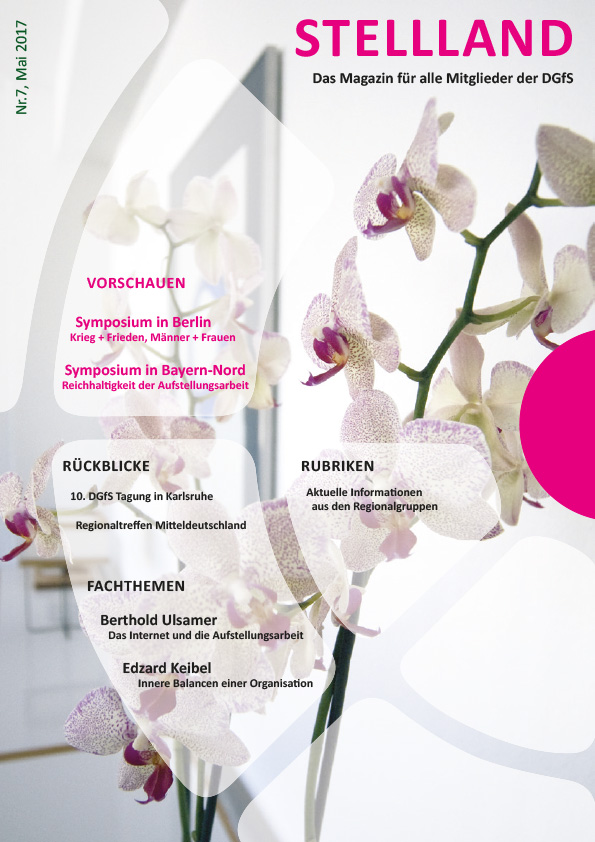 STELLLAND
Das Magazin für alle Mitglieder der DGfS
Nr.7, Mai 2017
VORSCHAUEN
Symposium in Berlin
Krieg + Frieden, Männer + Frauen
Symposium in Bayern-Nord
Reichhaltigkeit der Aufstellungsarbeit
RÜCKBLICKE
10. DGfS Tagung in Karlsruhe
Regionaltreffen Mitteldeutschland
RUBRIKEN
Aktuelle Informationen
aus den Regionalgruppen
FACHTHEMEN
Berthold Ulsamer
Das Internet und die Aufstellungsarbeit
Edzard Keibel
Innere Balancen einer Organisation